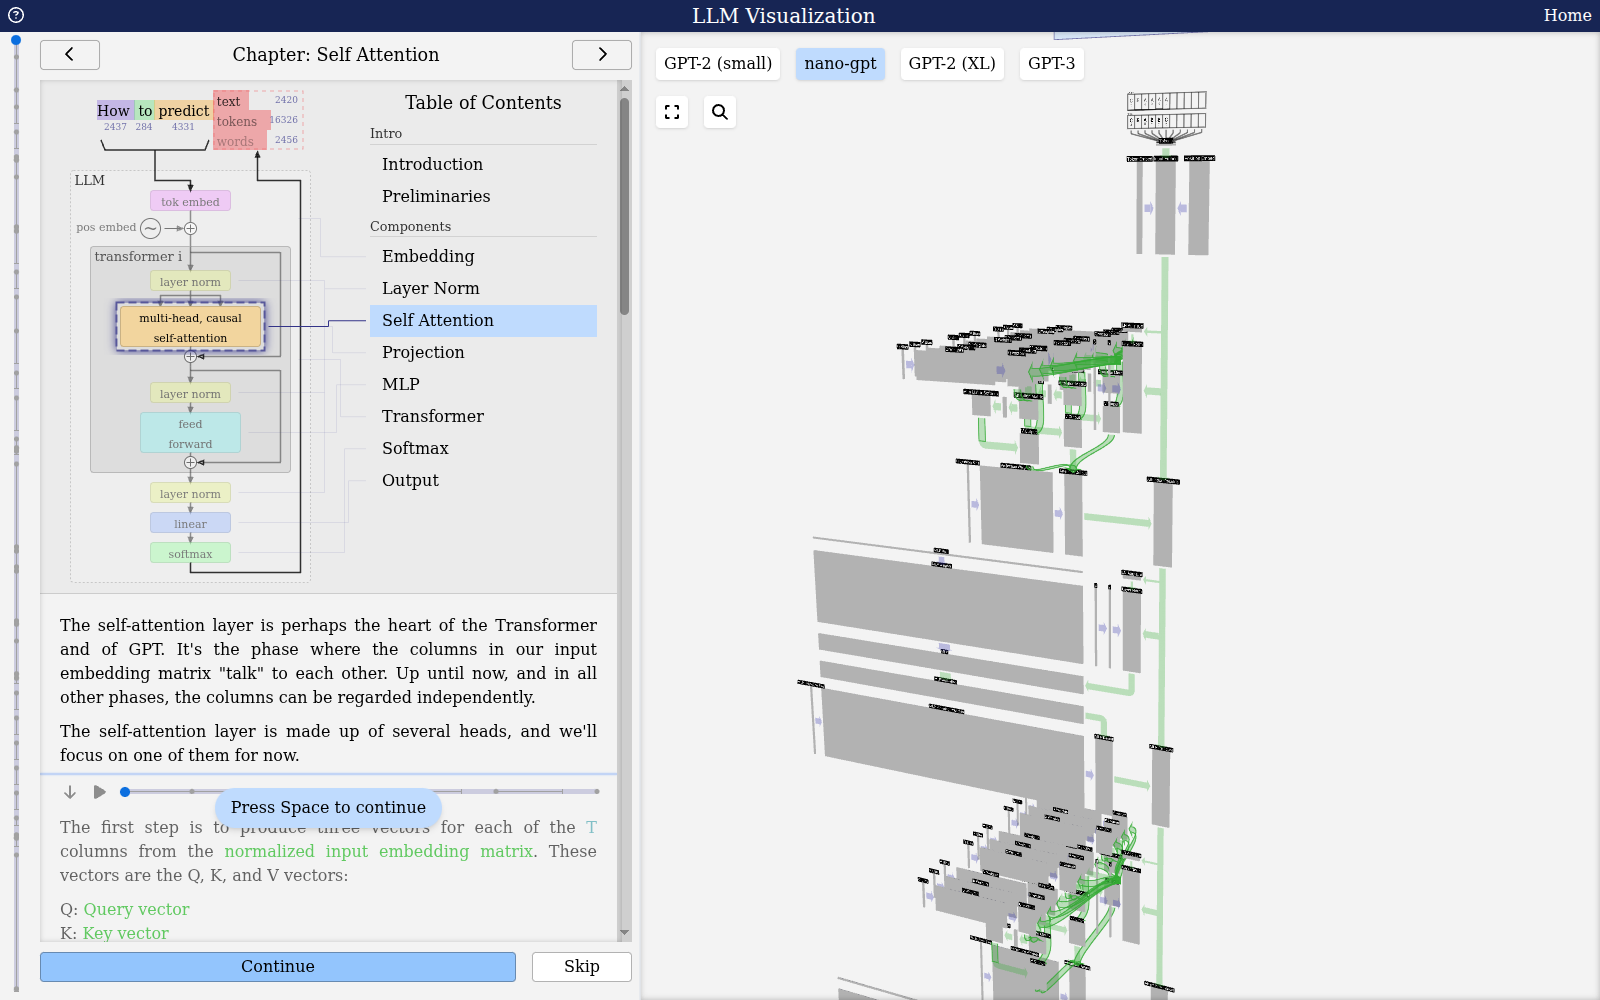 LLM Visualization
Home
Chapter: Self Attention
GPT-2 (small)
nano-gpt
GPT-2 (XL)
GPT-3
How to predict
2437 284 4331
text 2420
tokens 16326
words 2456
LLM
tok embed
pos embed
transformer i
layer norm
multi-head, causal
self-attention
layer norm
feed
forward
layer norm
linear
softmax
Table of Contents
Intro
Introduction
Preliminaries
Components
Embedding
Layer Norm
Self Attention
Projection
MLP
Transformer
Softmax
Output
The self-attention layer is perhaps the heart of the Transformer
and of GPT. It's the phase where the columns in our input
embedding matrix "talk" to each other. Up until now, and in all
other phases, the columns can be regarded independently.
The self-attention layer is made up of several heads, and we'll
focus on one of them for now.
Press Space to continue
The first step is to produce three vectors for each of the T
columns from the normalized input embedding matrix. These
vectors are the Q, K, and V vectors:
Q: Query vector
K: Key vector
Continue
Skip